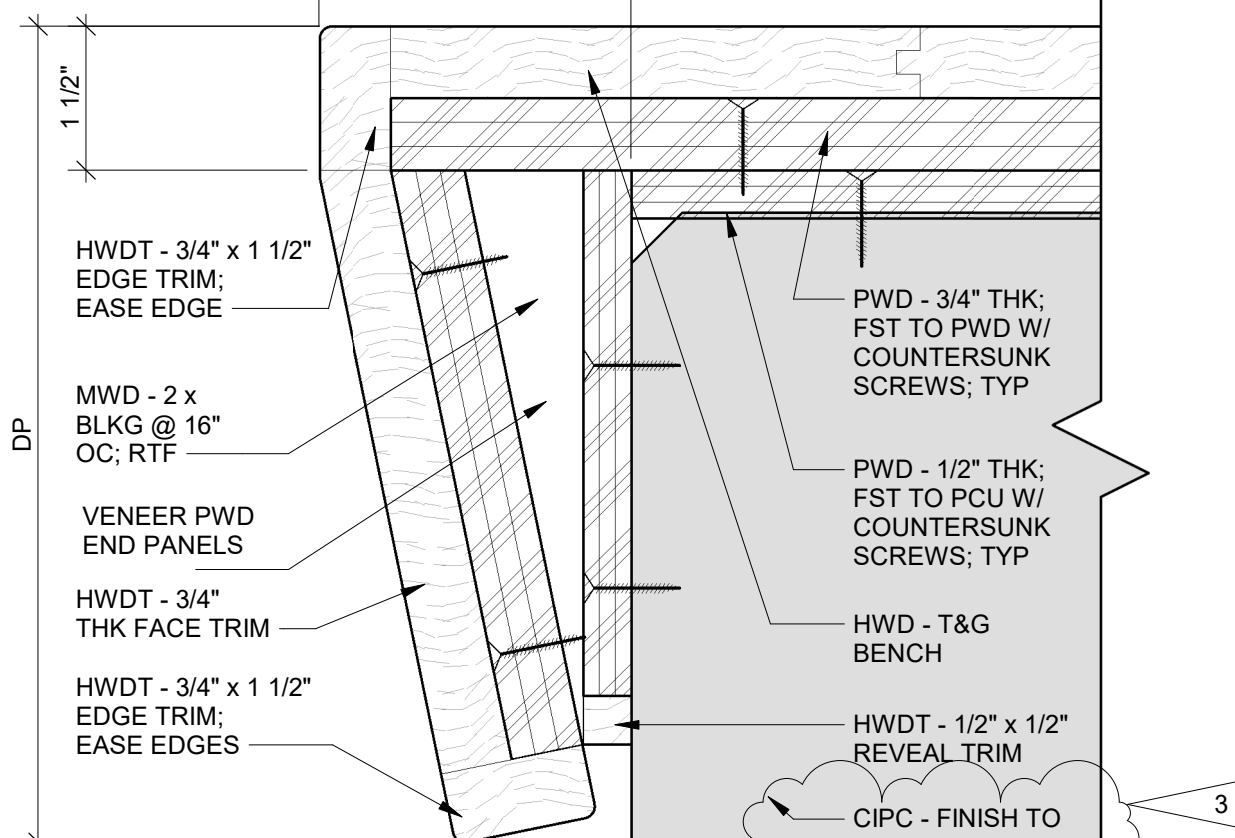 1 1/2"
DP
HWDT - 3/4" x 1 1/2"
EDGE TRIM;
EASE EDGE
MWD - 2 x
BLKG @ 16"
OC; RTF
VENEER PWD
END PANELS
HWDT - 3/4"
THK FACE TRIM
HWDT - 3/4" x 1 1/2"
EDGE TRIM;
EASE EDGES
PWD - 3/4" THK;
FST TO PWD W/
COUNTERSUNK
SCREWS; TYP
PWD - 1/2" THK;
FST TO PCU W/
COUNTERSUNK
SCREWS; TYP
HWD - T&G
BENCH
HWDT - 1/2" x 1/2"
REVEAL TRIM
CIPC - FINISH TO
3